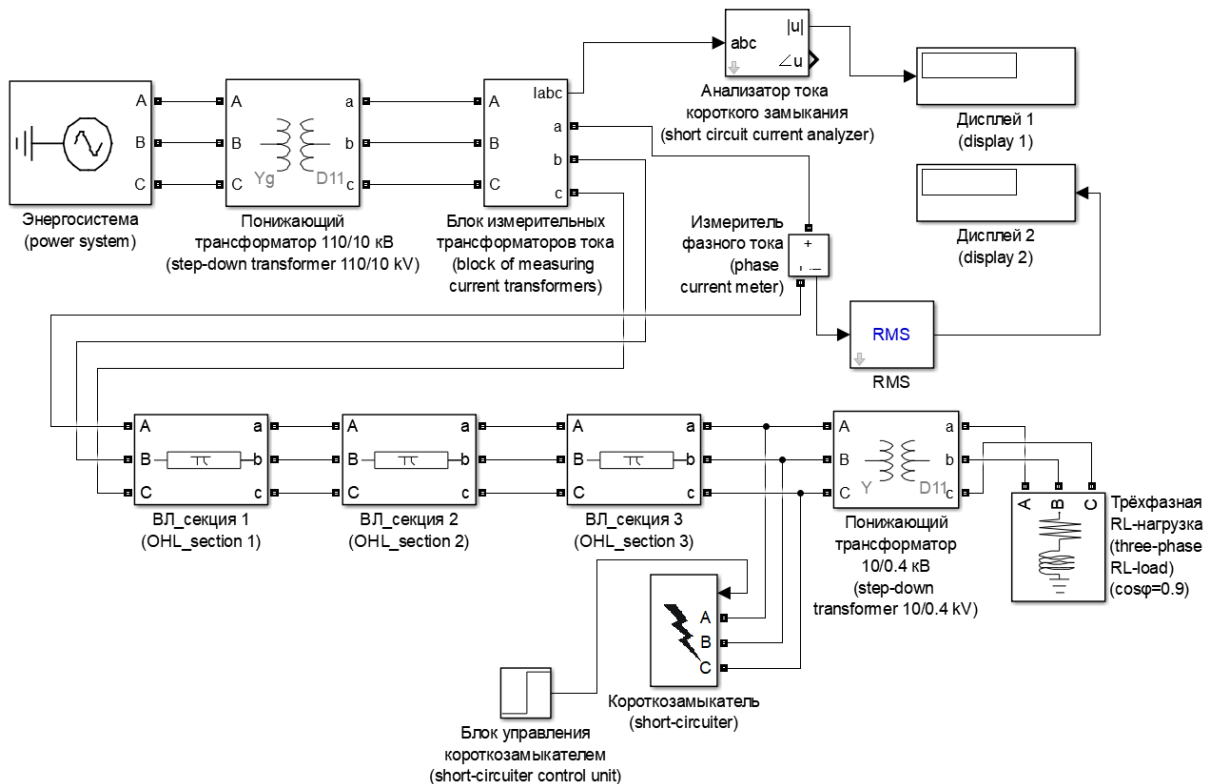 A
B
C
Энергосистема
(power system)
A
B
C
a
b
c
Yg
D11
Понижающий
трансформатор 110/10 кВ
(step-down transformer 110/10 kV)
A
B
C
Iabc
a
b
c
Блок измерительных
трансформаторов тока
(block of measuring
current transformers)
abc
|u|
∠u
Анализатор тока
короткого замыкания
(short circuit current analyzer)
Дисплей 1
(display 1)
Дисплей 2
(display 2)
Измеритель
фазного тока
(phase
current meter)
+
RMS
RMS
A
B
C
a
b
c
ВЛ_секция 1
(OHL_section 1)
A
B
C
a
b
c
ВЛ_секция 2
(OHL_section 2)
A
B
C
a
b
c
ВЛ_секция 3
(OHL_section 3)
A
B
C
a
b
c
Y
D11
Понижающий
трансформатор
10/0.4 кВ
(step-down
transformer 10/0.4 kV)
A
B
C
Трёхфазная
RL-нагрузка
(three-phase
RL-load)
(cosφ=0.9)
A
B
C
Короткозамыкатель
(short-circuiter)
Блок управления
короткозамыкателем
(short-circuiter control unit)